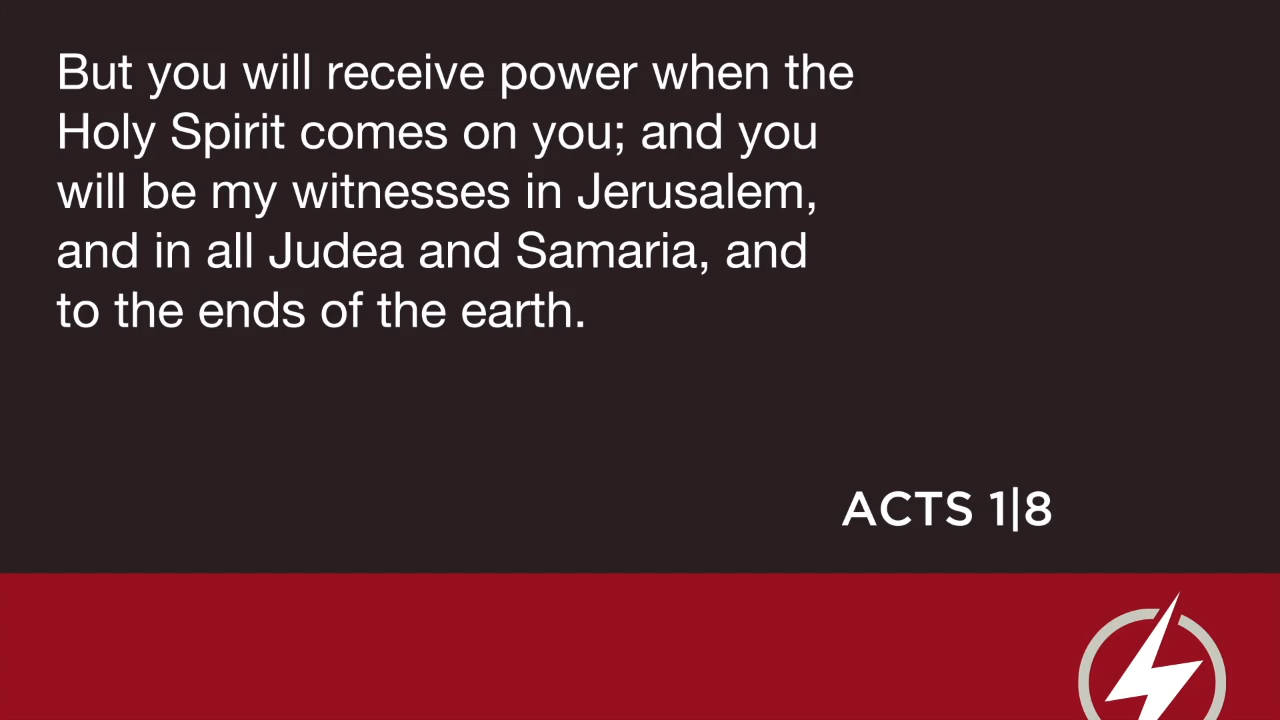 But you will receive power when the
Holy Spirit comes on you; and you
will be my witnesses in Jerusalem,
and in all Judea and Samaria, and
to the ends of the earth.
ACTS 1|8